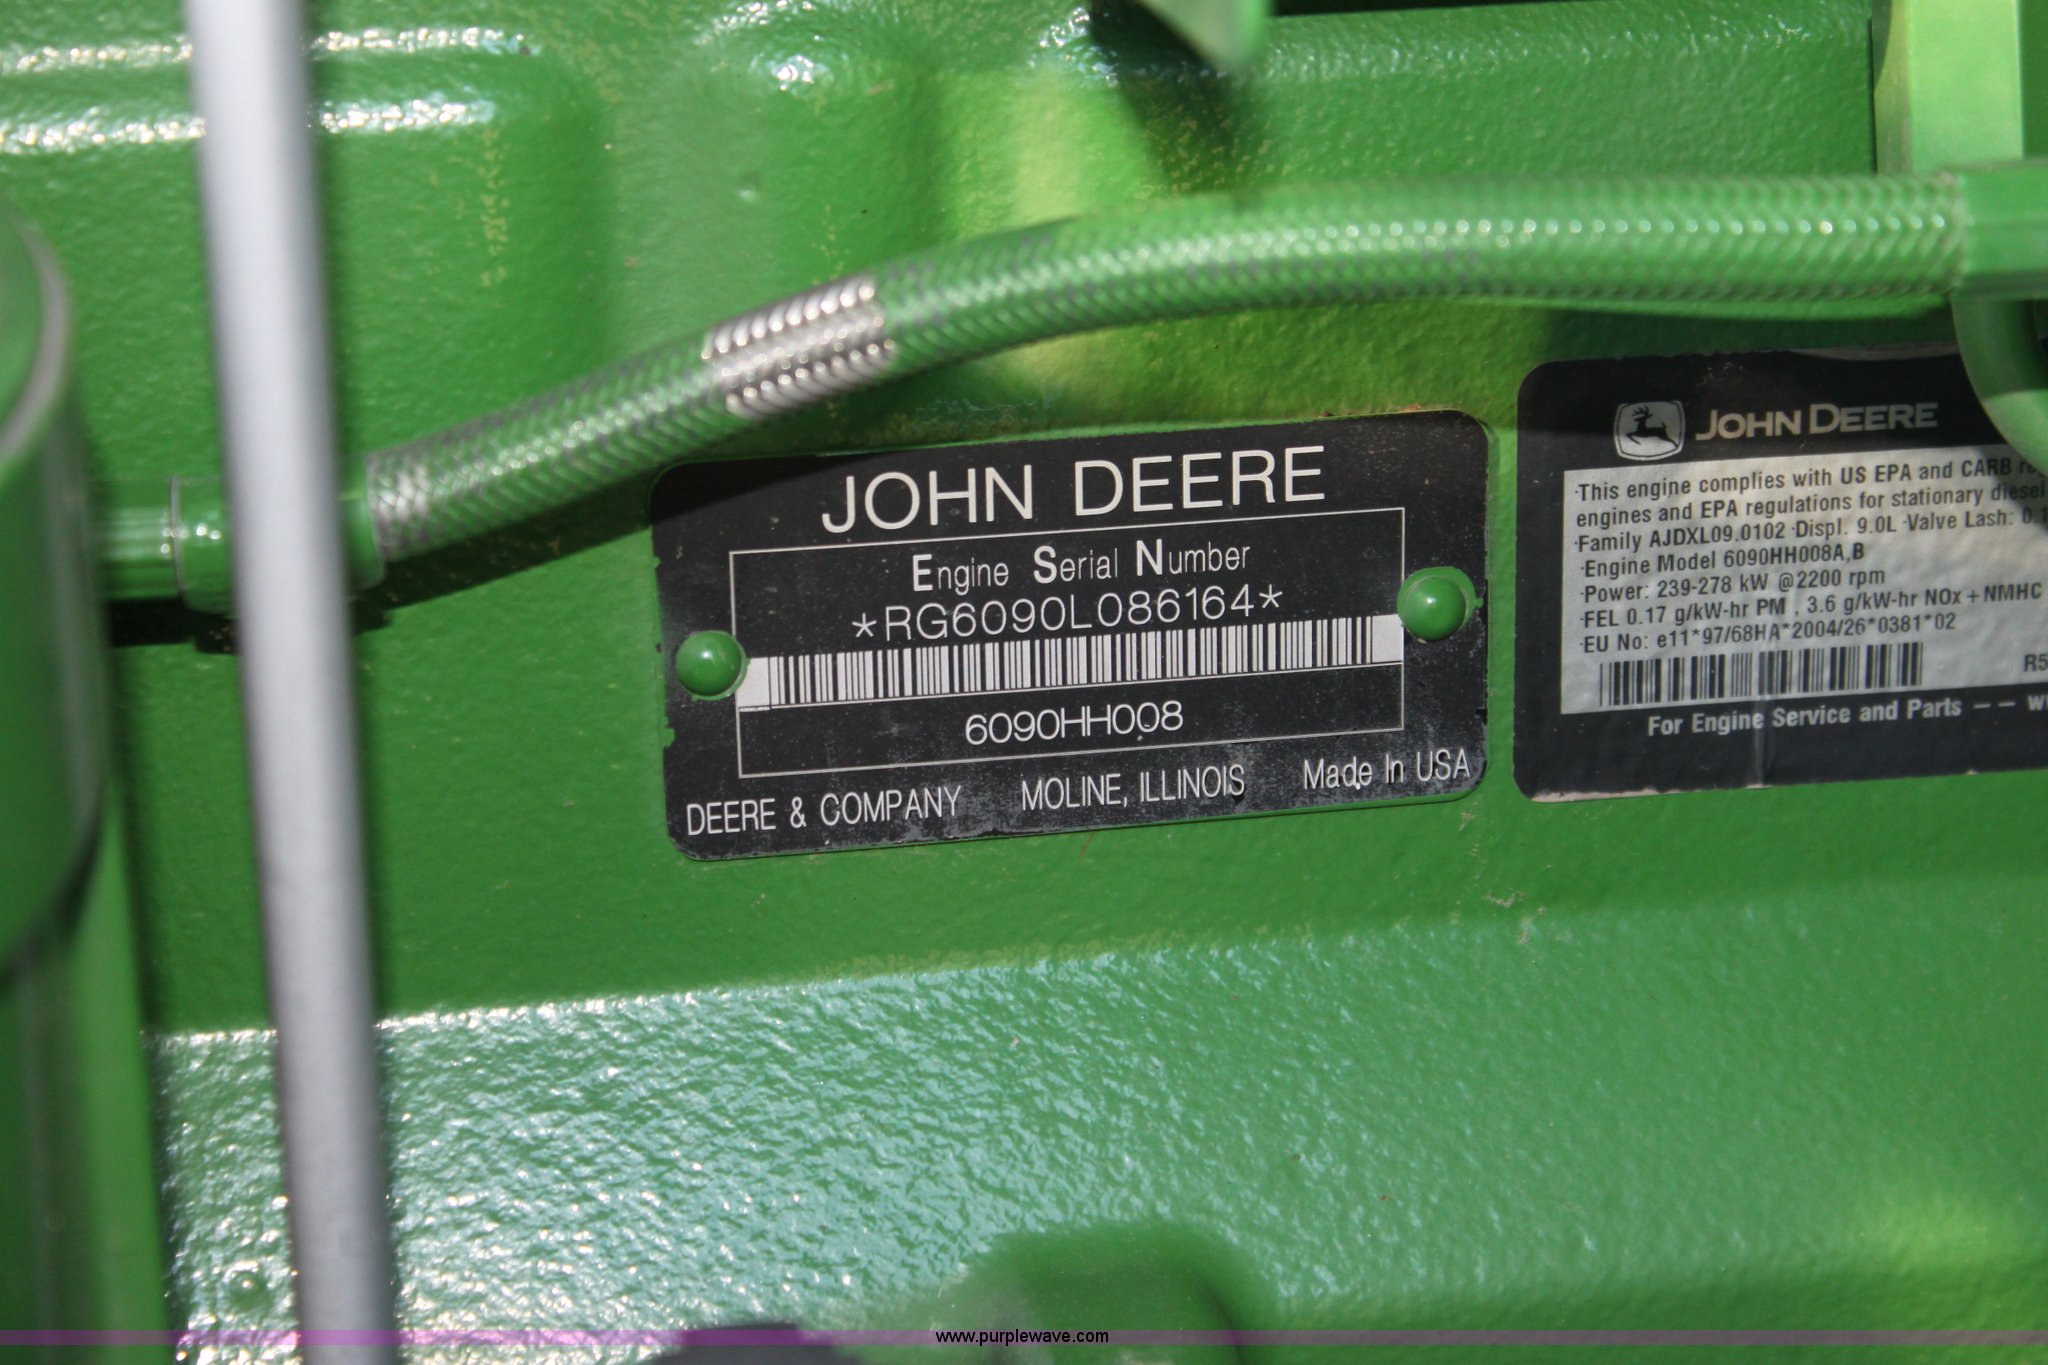 JOHN DEERE
Engine Serial Number
*RG6090L086164*
6090HH008
DEERE & COMPANY MOLINE, ILLINOIS Made In USA
JOHN DEERE
·This engine complies with US EPA and CARB
engines and EPA regulations for stationary diesel
·Family AJDXL09.0102 ·Displ. 9.0L ·Valve Lash:
·Engine Model 6090HH008A,B
·Power: 239-278 kW @2200 rpm
·FEL 0.17 g/kW-hr PM , 3.6 g/kW-hr NOx + NMHC
·EU No: e11*97/68HA*2004/26*0381*02
For Engine Service and Parts --
www.purplewave.com